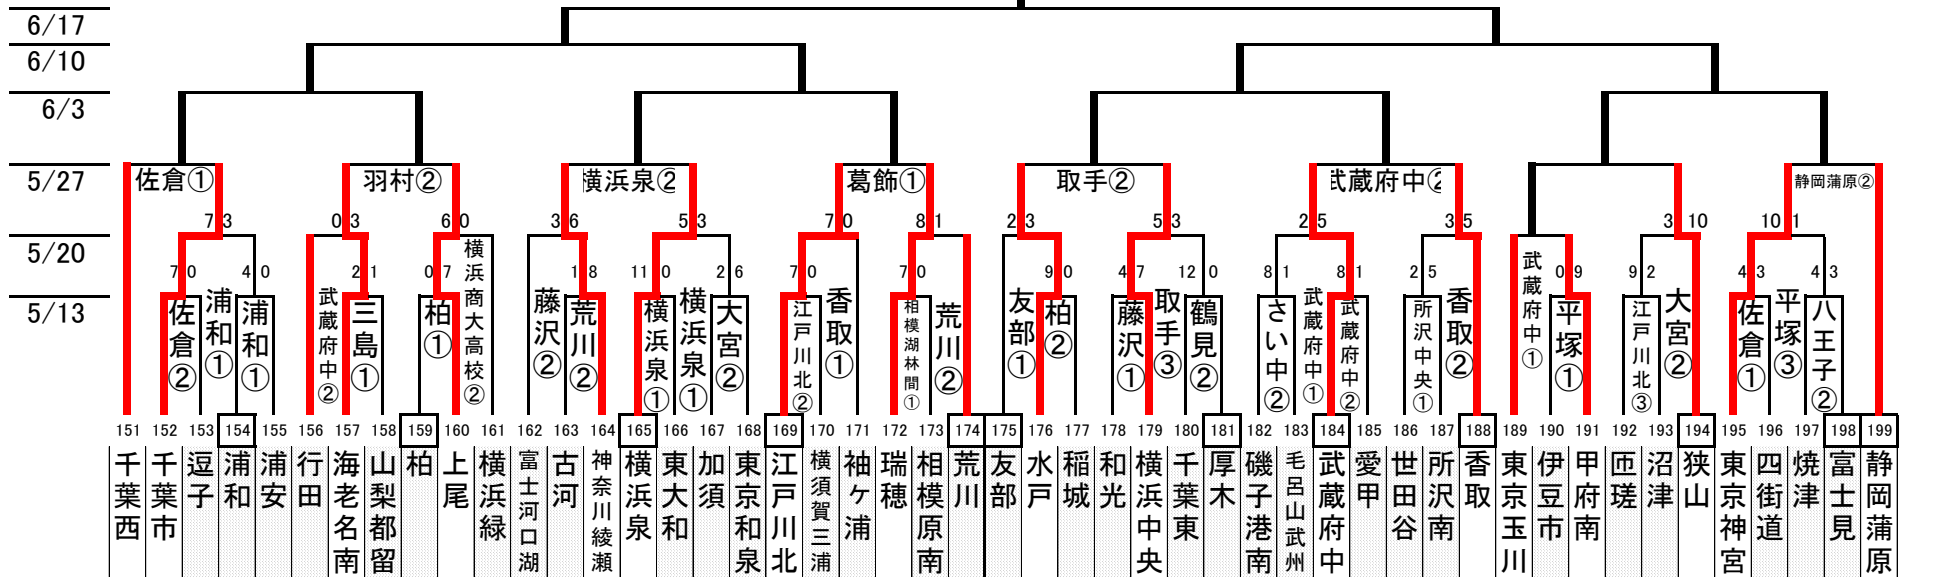 6/17
6/10
6/3
5/27
5/20
5/13
佐倉① 羽村② 横浜泉② 葛飾① 取手② 武蔵府中② 静岡蒲原②
7 3 0 3 6 0 3 6 5 3 7 0 8 1 2 3 5 3 2 5 3 5 3 10 10 1
7 0 4 0 2 1 0 7 1 8 11 0 2 6 7 0 7 0 9 0 4 7 12 0 8 1 8 1 2 5 0 9 9 2 4 3 4 3
佐倉②
浦和①
浦和①
武蔵府中②
三島①
柏①
横浜商大高校②
藤沢②
荒川②
横浜泉①
横浜泉①
大宮②
江戸川北②
香取①
相模湖林間①
荒川②
友部①
柏②
藤沢①
取手③
鶴見②
さい中②
武蔵府中①
武蔵府中②
所沢中央①
香取②
武蔵府中①
平塚①
江戸川北③
大宮②
佐倉①
平塚③
八王子②
151 152 153 154 155 156 157 158 159 160 161 162 163 164 165 166 167 168 169 170 171 172 173 174 175 176 177 178 179 180 181 182 183 184 185 186 187 188 189 190 191 192 193 194 195 196 197 198 199
千葉西
千葉市
逗子
浦和
浦安
行田
海老名南
山梨都留
柏
上尾
横浜緑
富士河口湖
古河
神奈川綾瀬
横浜泉
東大和
加須
東京和泉
江戸川北
横須賀三浦
袖ヶ浦
瑞穂
相模原南
荒川
友部
水戸
稲城
和光
横浜中央
千葉東
厚木
磯子港南
毛呂山武州
武蔵府中
愛甲
世田谷
所沢南
香取
東京玉川
伊豆市
甲府南
匝瑳
沼津
狭山
東京神宮
四街道
焼津
富士見
静岡蒲原